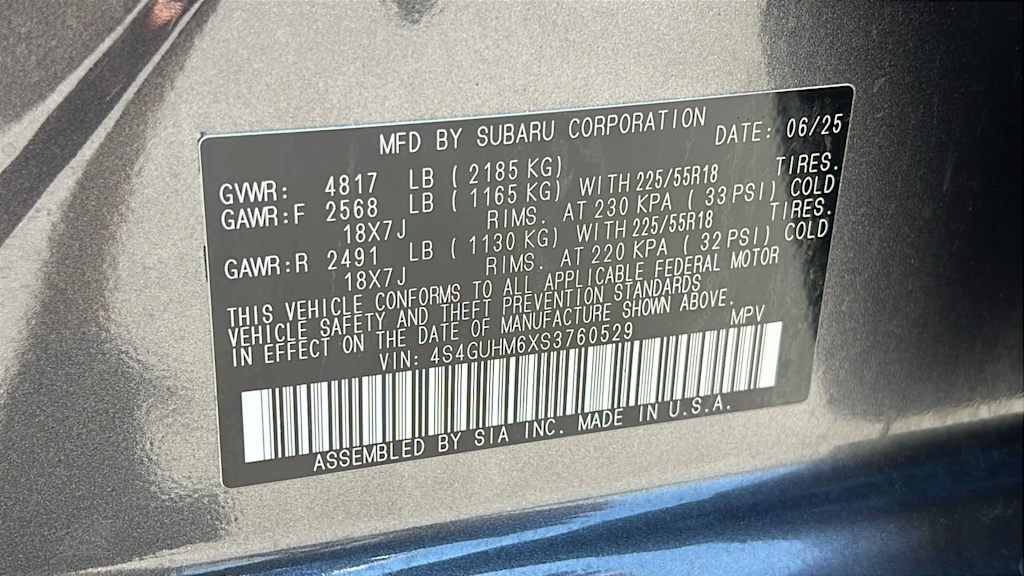 MFD BY SUBARU CORPORATION DATE: 06/25
GVWR: 4817 LB ( 2185 KG)
GAWR:F 2568 LB ( 1165 KG) WITH 225/55R18 TIRES.
18X7J RIMS. AT 230 KPA ( 33 PSI) COLD
GAWR:R 2491 LB ( 1130 KG) WITH 225/55R18 TIRES.
18X7J RIMS. AT 220 KPA ( 32 PSI) COLD
THIS VEHICLE CONFORMS TO ALL APPLICABLE FEDERAL MOTOR
VEHICLE SAFETY AND THEFT PREVENTION STANDARDS
IN EFFECT ON THE DATE OF MANUFACTURE SHOWN ABOVE.
VIN: 4S4GUHM6XS3760529 MPV
ASSEMBLED BY SIA INC. MADE IN U.S.A.